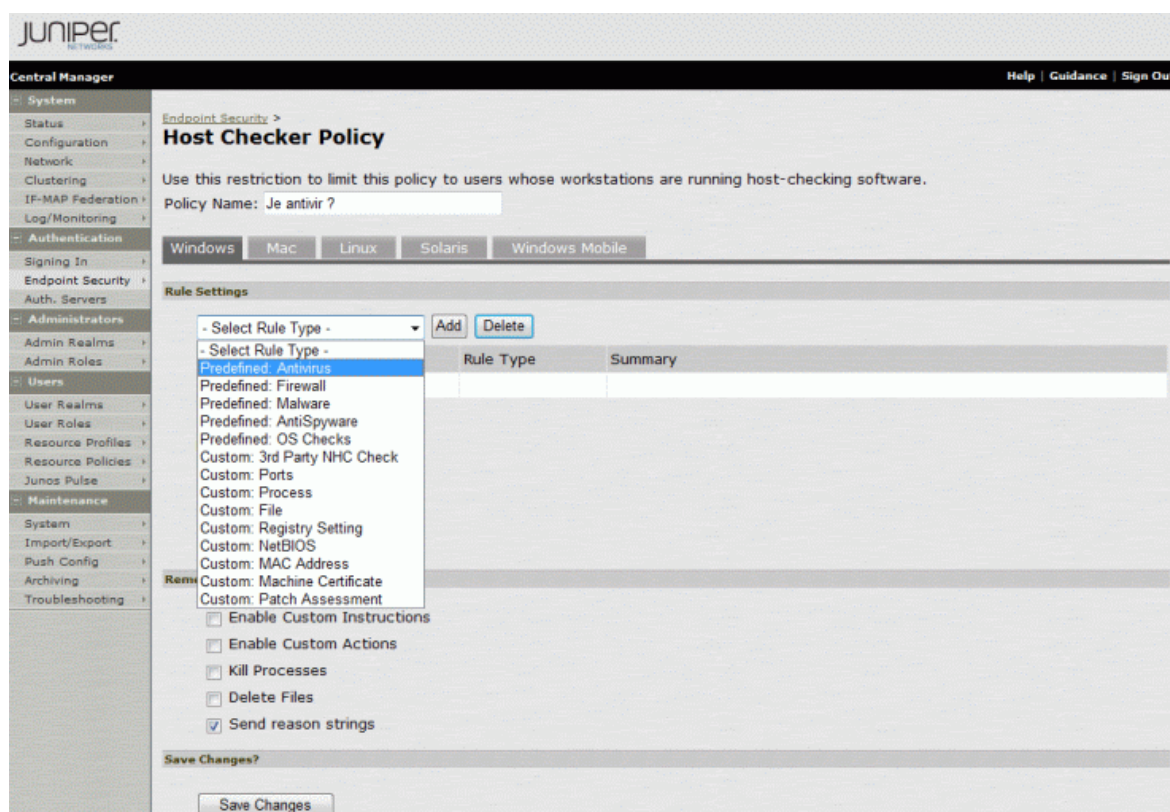 JUNIPER
NETWORKS
Central Manager
Help | Guidance | Sign Ou
System
Status
Configuration
Network
Clustering
IF-MAP Federation
Log/Monitoring
Authentication
Signing In
Endpoint Security
Auth. Servers
Administrators
Admin Realms
Admin Roles
Users
User Realms
User Roles
Resource Profiles
Resource Policies
Junos Pulse
Maintenance
System
Import/Export
Push Config
Archiving
Troubleshooting
Endpoint Security >
Host Checker Policy
Use this restriction to limit this policy to users whose workstations are running host-checking software.
Policy Name: Je antivir ?
Windows Mac Linux Solaris Windows Mobile
Rule Settings
- Select Rule Type - Add Delete
Rule Type Summary
- Select Rule Type -
Predefined: Antivirus
Predefined: Firewall
Predefined: Malware
Predefined: AntiSpyware
Predefined: OS Checks
Custom: 3rd Party NHC Check
Custom: Ports
Custom: Process
Custom: File
Custom: Registry Setting
Custom: NetBIOS
Custom: MAC Address
Custom: Machine Certificate
Custom: Patch Assessment
Rem
Enable Custom Instructions
Enable Custom Actions
Kill Processes
Delete Files
Send reason strings
Save Changes?
Save Changes